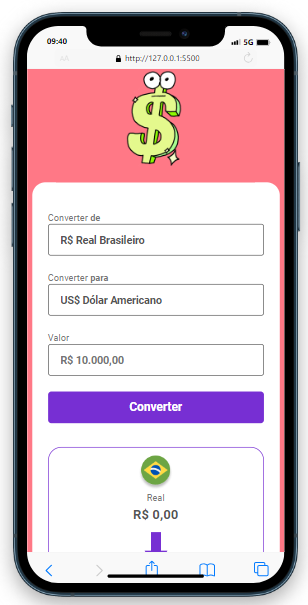 09:40
5G
AA
http://127.0.0.1:5500
$
Converter de
R$ Real Brasileiro
Converter para
US$ Dólar Americano
Valor
R$ 10.000,00
Converter
Real
R$ 0,00